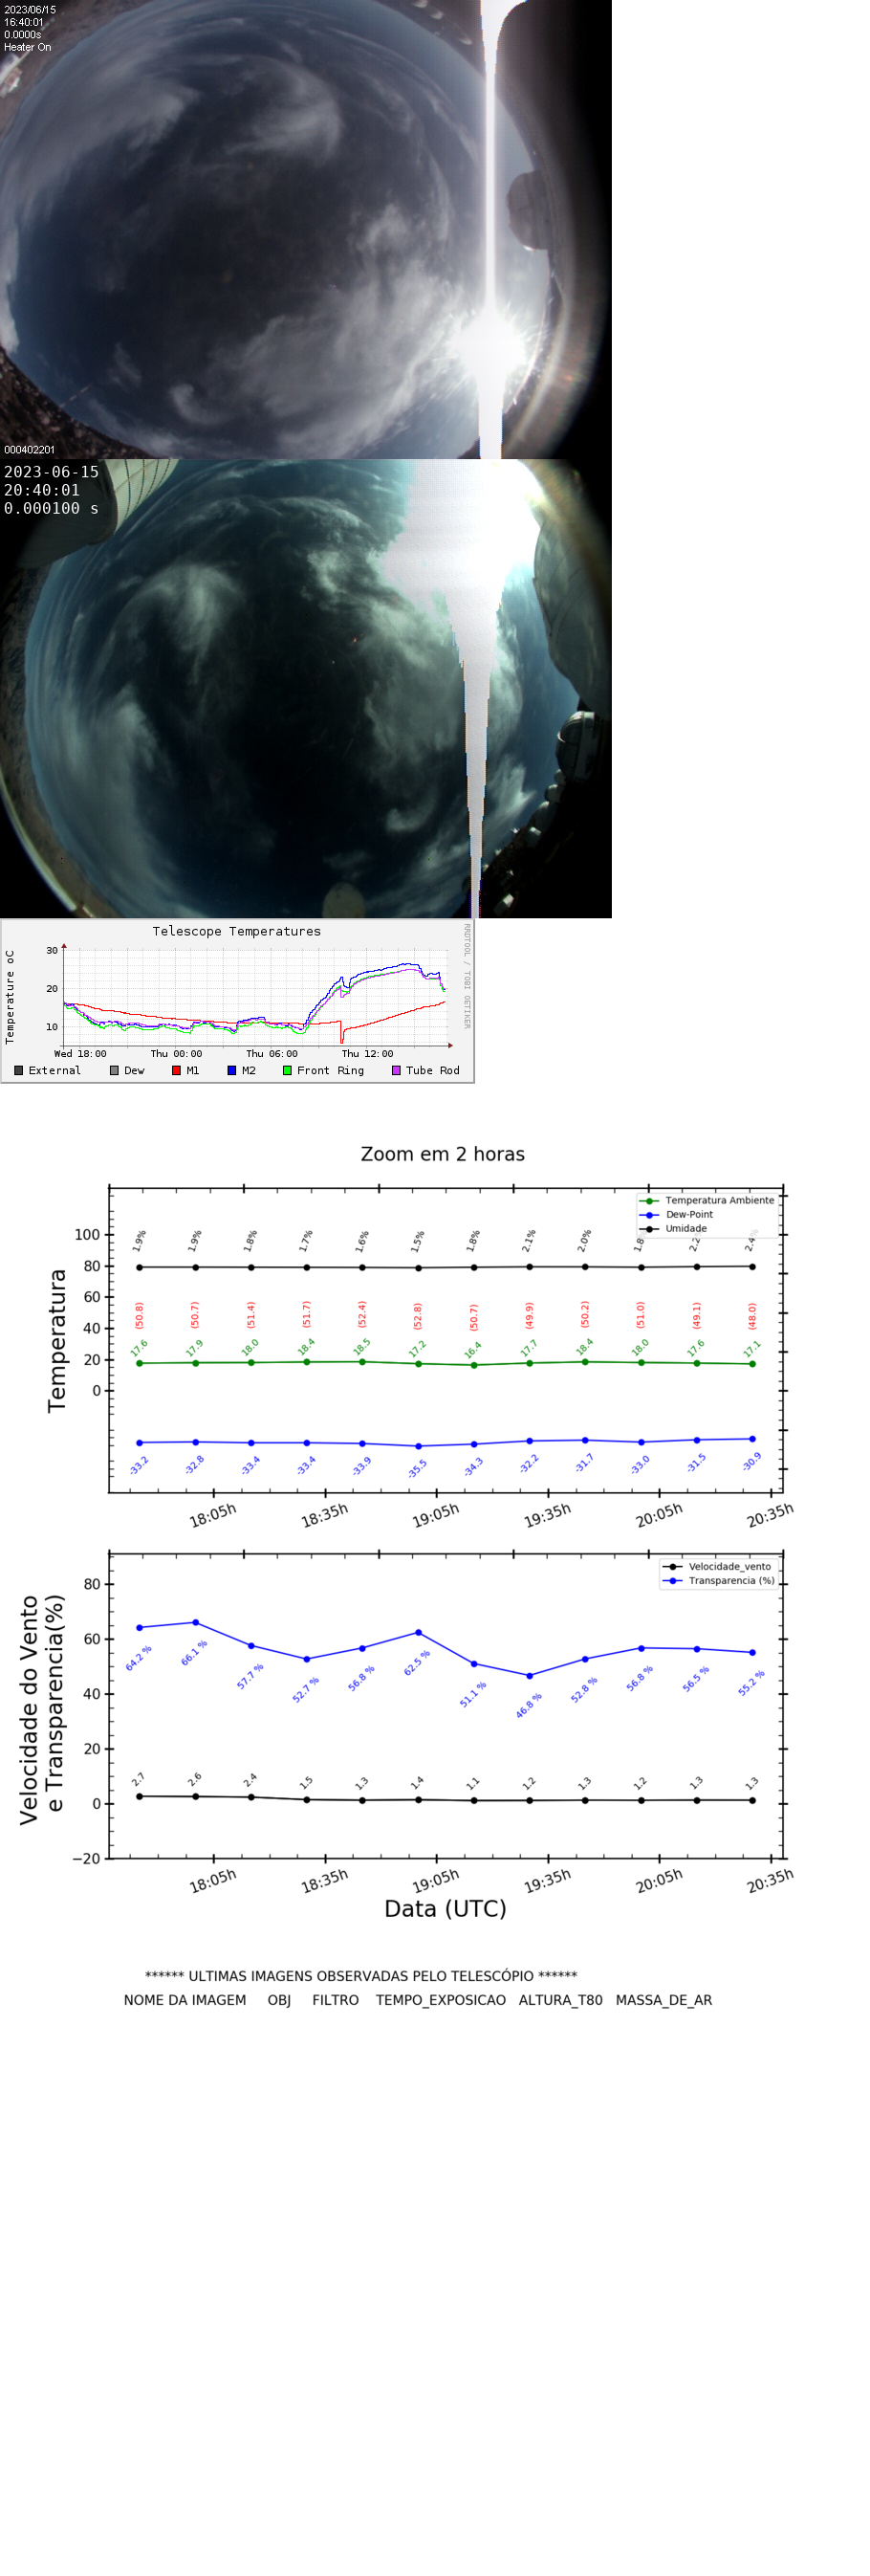 2023/06/15
16:40:01
0.0000s
Heater On
000402201
2023-06-15
20:40:01
0.000100 s
Telescope Temperatures
RRDTOOL / TOBI OETIKER
Temperature oC
30
20
10
Wed 18:00 Thu 00:00 Thu 06:00 Thu 12:00
External Dew M1 M2 Front Ring Tube Rod
Zoom em 2 horas
Temperatura Ambiente
Dew-Point
Umidade
Temperatura
100
80
60
40
20
0
1.9% 1.9% 1.8% 1.7% 1.6% 1.5% 1.8% 2.1% 2.0% 1.8% 2.2% 2.4%
(50.8) (50.7) (51.4) (51.7) (52.4) (52.8) (50.7) (49.9) (50.2) (51.0) (49.1) (48.0)
17.6 17.9 18.0 18.4 18.5 17.2 16.4 17.7 18.4 18.0 17.6 17.1
-33.2 -32.8 -33.4 -33.4 -33.9 -35.5 -34.3 -32.2 -31.7 -33.0 -31.5 -30.9
18:05h 18:35h 19:05h 19:35h 20:05h 20:35h
Velocidade_vento
Transparencia (%)
Velocidade do Vento
e Transparencia(%)
80
60
40
20
0
−20
64.2 % 66.1 % 57.7 % 52.7 % 56.8 % 62.5 % 51.1 % 46.8 % 52.8 % 56.8 % 56.5 % 55.2 %
2.7 2.6 2.4 1.5 1.3 1.4 1.1 1.2 1.3 1.2 1.3 1.3
18:05h 18:35h 19:05h 19:35h 20:05h 20:35h
Data (UTC)
****** ULTIMAS IMAGENS OBSERVADAS PELO TELESCÓPIO ******
NOME DA IMAGEM OBJ FILTRO TEMPO_EXPOSICAO ALTURA_T80 MASSA_DE_AR